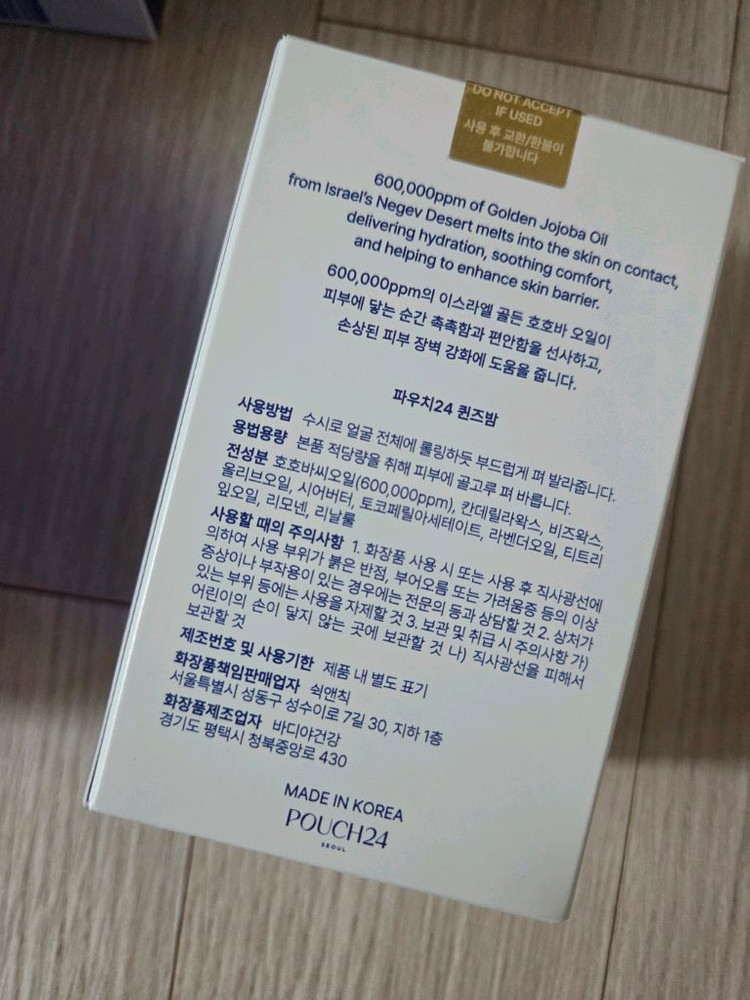 DO NOT ACCEPT
IF USED
사용 후 교환/환불이
불가합니다
600,000ppm of Golden Jojoba Oil
from Israel's Negev Desert melts into the skin on contact,
delivering hydration, soothing comfort,
and helping to enhance skin barrier.
600,000ppm의 이스라엘 골든 호호바 오일이
피부에 닿는 순간 촉촉함과 편안함을 선사하고,
손상된 피부 장벽 강화에 도움을 줍니다.
파우치24 퀸즈밤
사용방법 수시로 얼굴 전체에 롤링하듯 부드럽게 펴 발라줍니다.
용법용량 본품 적당량을 취해 피부에 골고루 펴 바릅니다.
전성분 호호바씨오일(600,000ppm), 칸데릴라왁스, 비즈왁스,
올리브오일, 시어버터, 토코페릴아세테이트, 라벤더오일, 티트리
잎오일, 리모넨, 리날룰
사용할 때의 주의사항 1. 화장품 사용 시 또는 사용 후 직사광선에
의하여 사용 부위가 붉은 반점, 부어오름 또는 가려움증 등의 이상
증상이나 부작용이 있는 경우에는 전문의 등과 상담할 것 2. 상처가
있는 부위 등에는 사용을 자제할 것 3. 보관 및 취급 시 주의사항 가)
어린이의 손이 닿지 않는 곳에 보관할 것 나) 직사광선을 피해서
보관할 것
제조번호 및 사용기한 제품 내 별도 표기
화장품책임판매업자 쉭앤칙
서울특별시 성동구 성수이로 7길 30, 지하 1층
화장품제조업자 바디야건강
경기도 평택시 청북중앙로 430
MADE IN KOREA
POUCH24
SEOUL